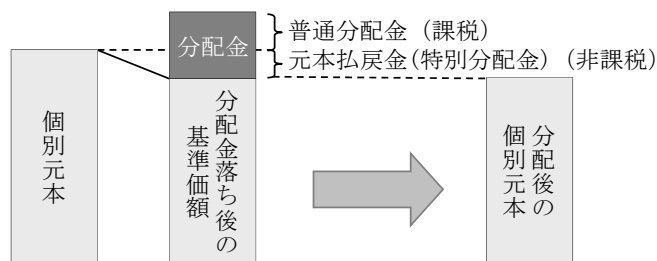 普通分配金（課税）
分配金
元本払戻金（特別分配金）（非課税）
個別元本
分配金落ち後の
基準価額
分配後の
個別元本